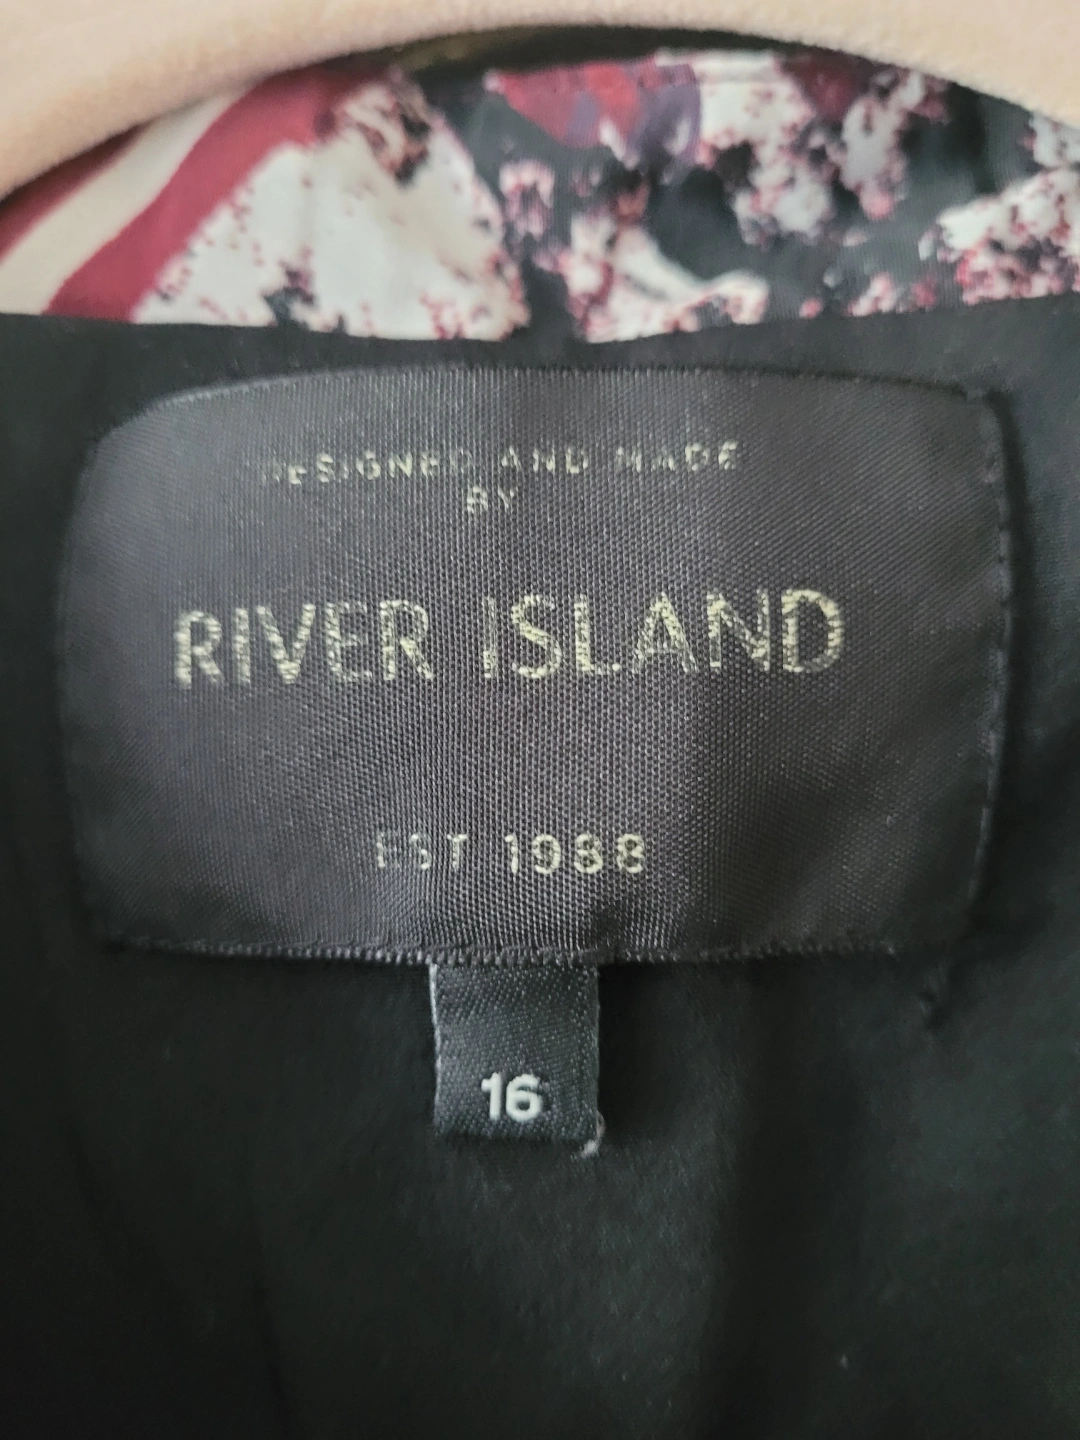 DESIGNED AND MADE
BY
RIVER ISLAND
EST 1988
16